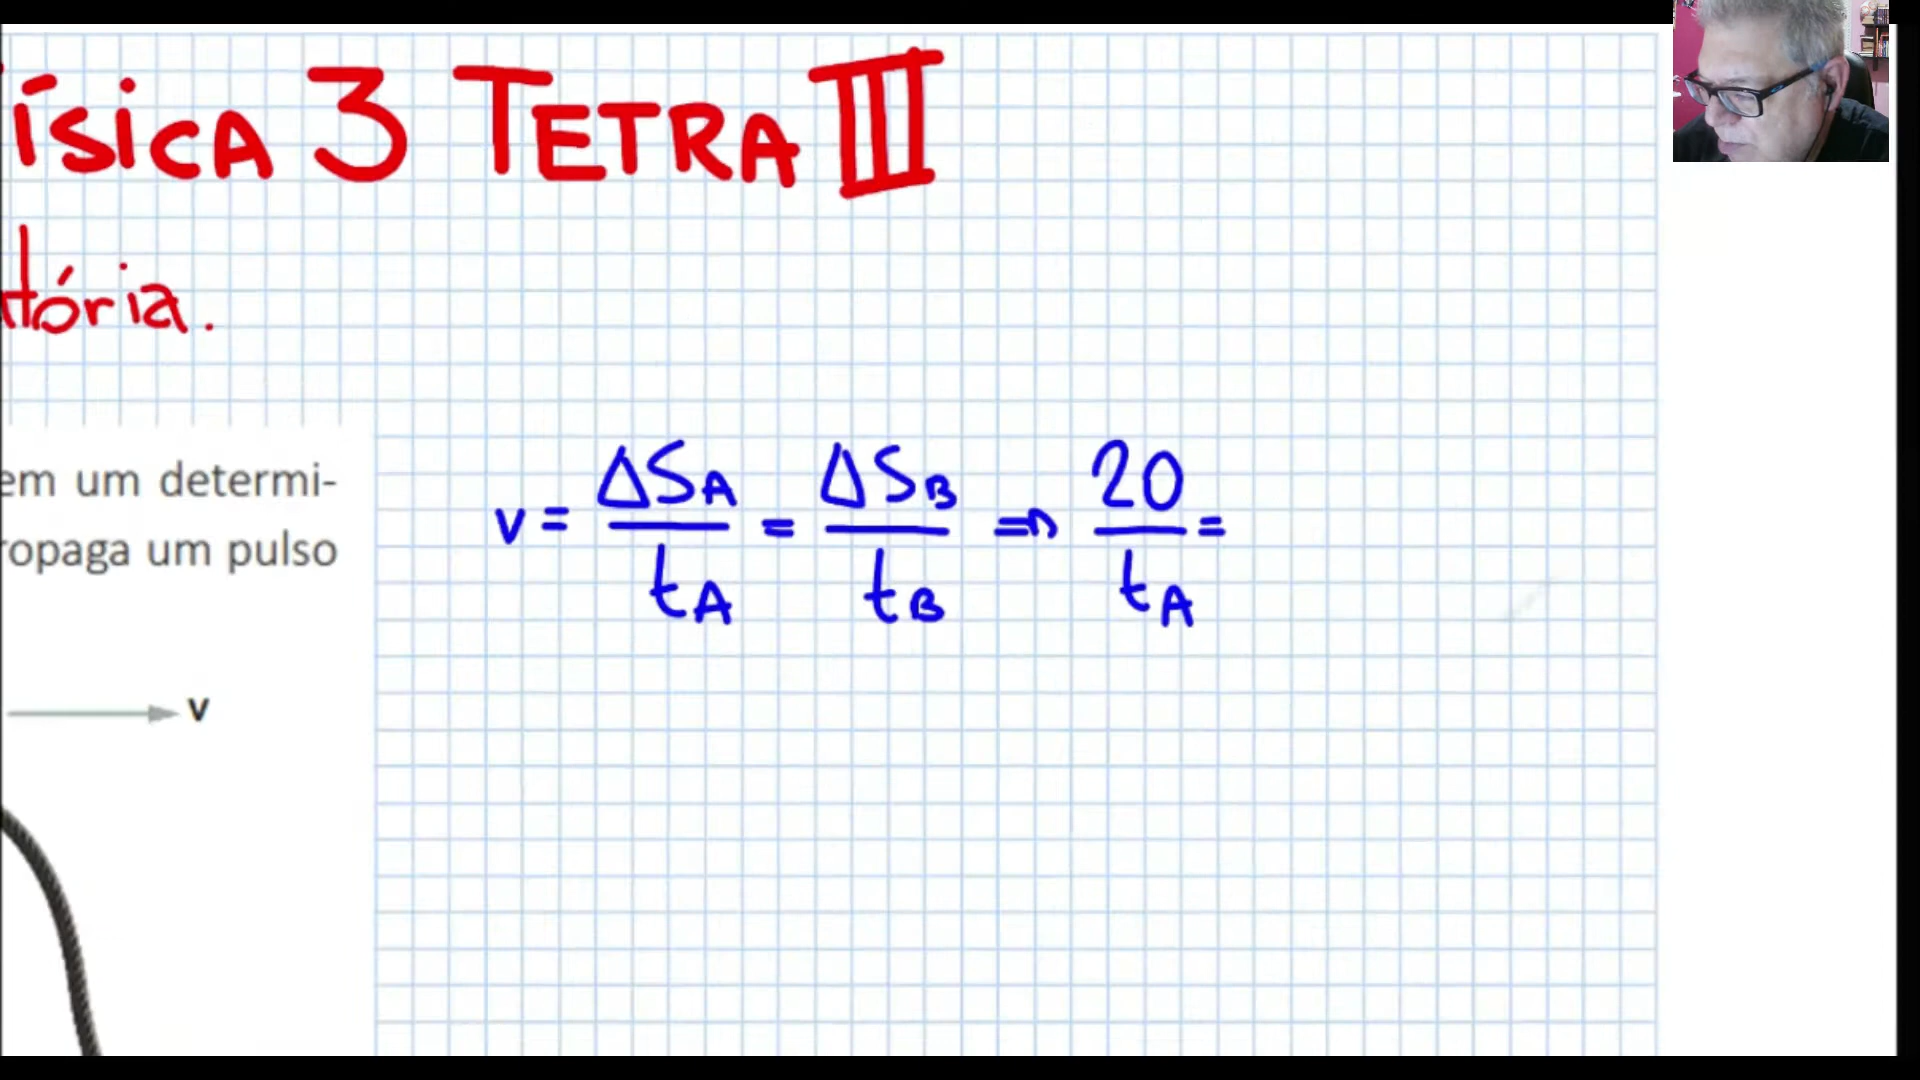 ísica 3 TETRA III
tória.
em um determi-
ropaga um pulso
v = ΔSA/tA = ΔSB/tB ⇒ 20/tA =
v